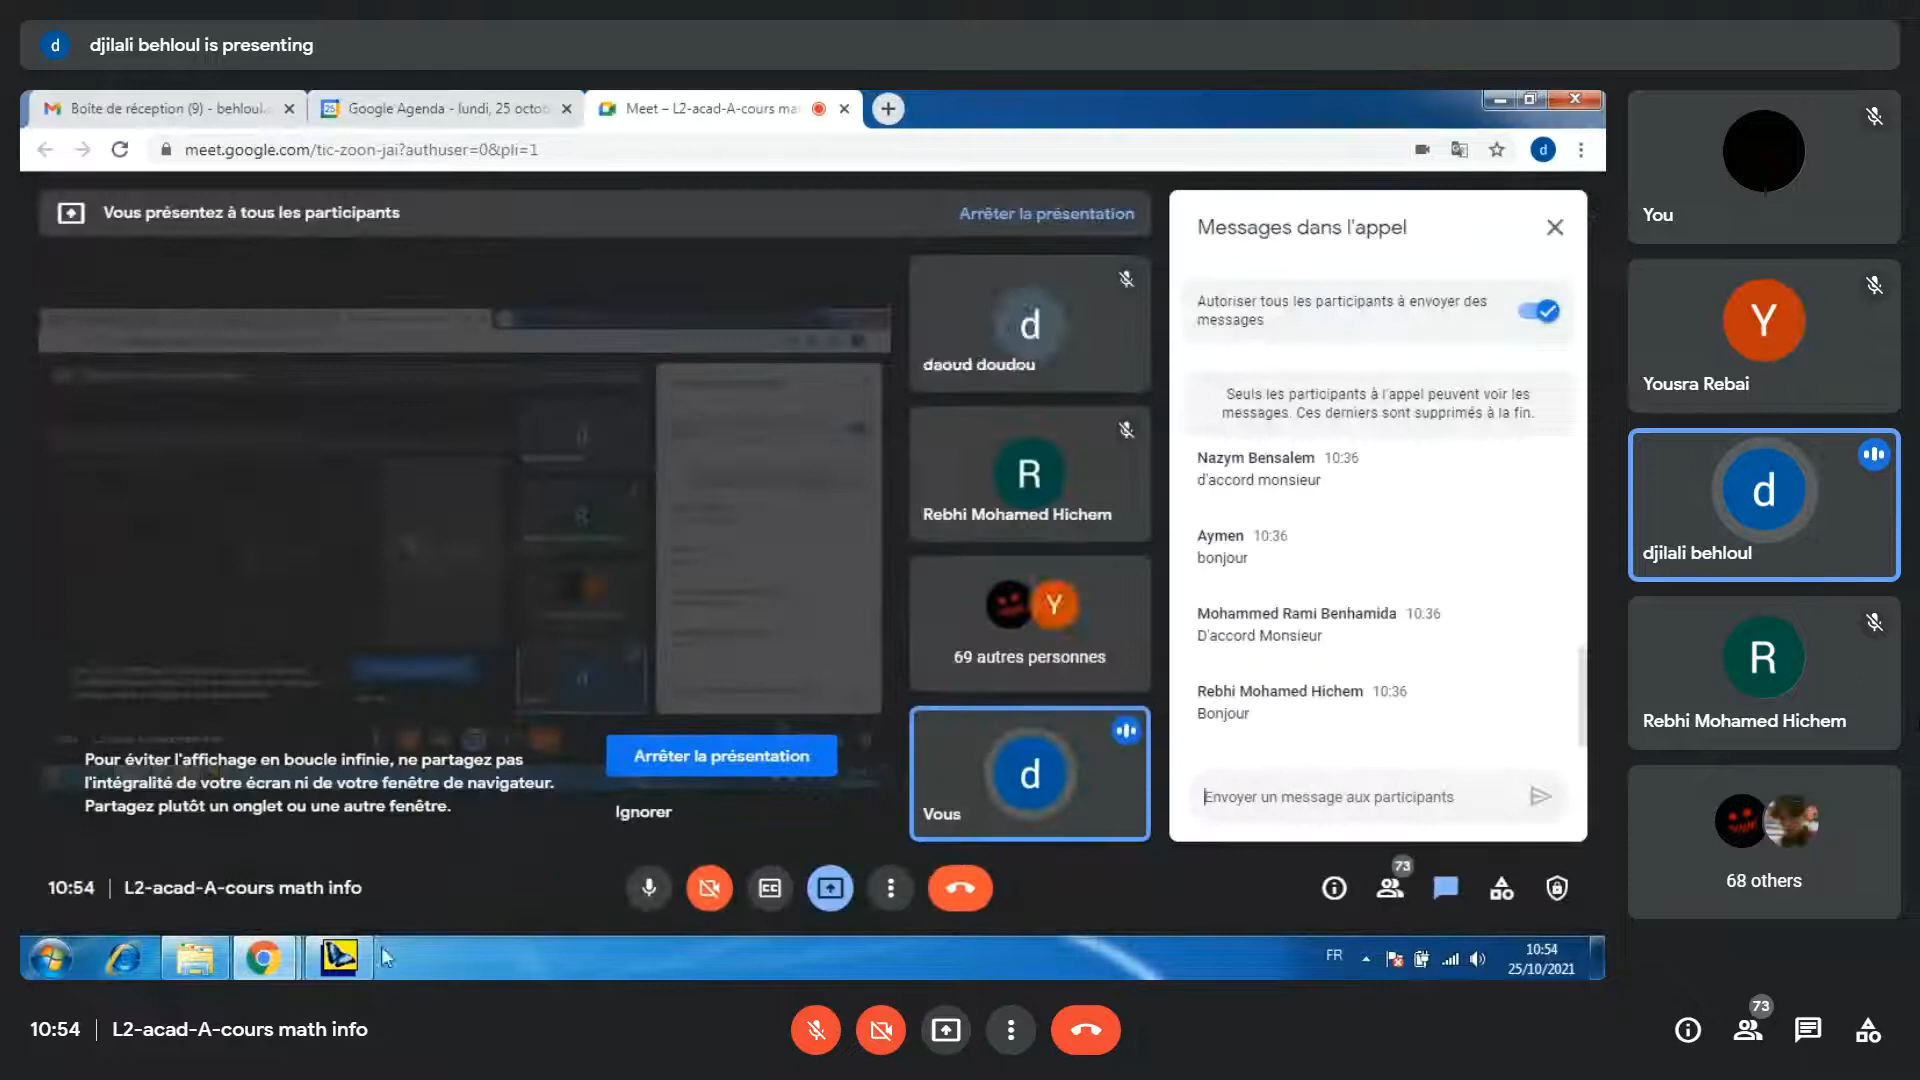 d djilali behloul is presenting
Boîte de réception (9) - behloul.
25 Google Agenda - lundi, 25 octob
Meet – L2-acad-A-cours ma
meet.google.com/tic-zoon-jai?authuser=0&pli=1
d
Vous présentez à tous les participants
Arrêter la présentation
d
daoud doudou
R
Rebhi Mohamed Hichem
Y
69 autres personnes
d
Vous
Pour éviter l'affichage en boucle infinie, ne partagez pas
l'intégralité de votre écran ni de votre fenêtre de navigateur.
Partagez plutôt un onglet ou une autre fenêtre.
Arrêter la présentation
Ignorer
Messages dans l'appel
Autoriser tous les participants à envoyer des
messages
Seuls les participants à l'appel peuvent voir les
messages. Ces derniers sont supprimés à la fin.
Nazym Bensalem 10:36
d'accord monsieur
Aymen 10:36
bonjour
Mohammed Rami Benhamida 10:36
D'accord Monsieur
Rebhi Mohamed Hichem 10:36
Bonjour
Envoyer un message aux participants
10:54 | L2-acad-A-cours math info
CC
73
FR
10:54
25/10/2021
You
Y
Yousra Rebai
d
djilali behloul
R
Rebhi Mohamed Hichem
68 others
10:54 | L2-acad-A-cours math info
73